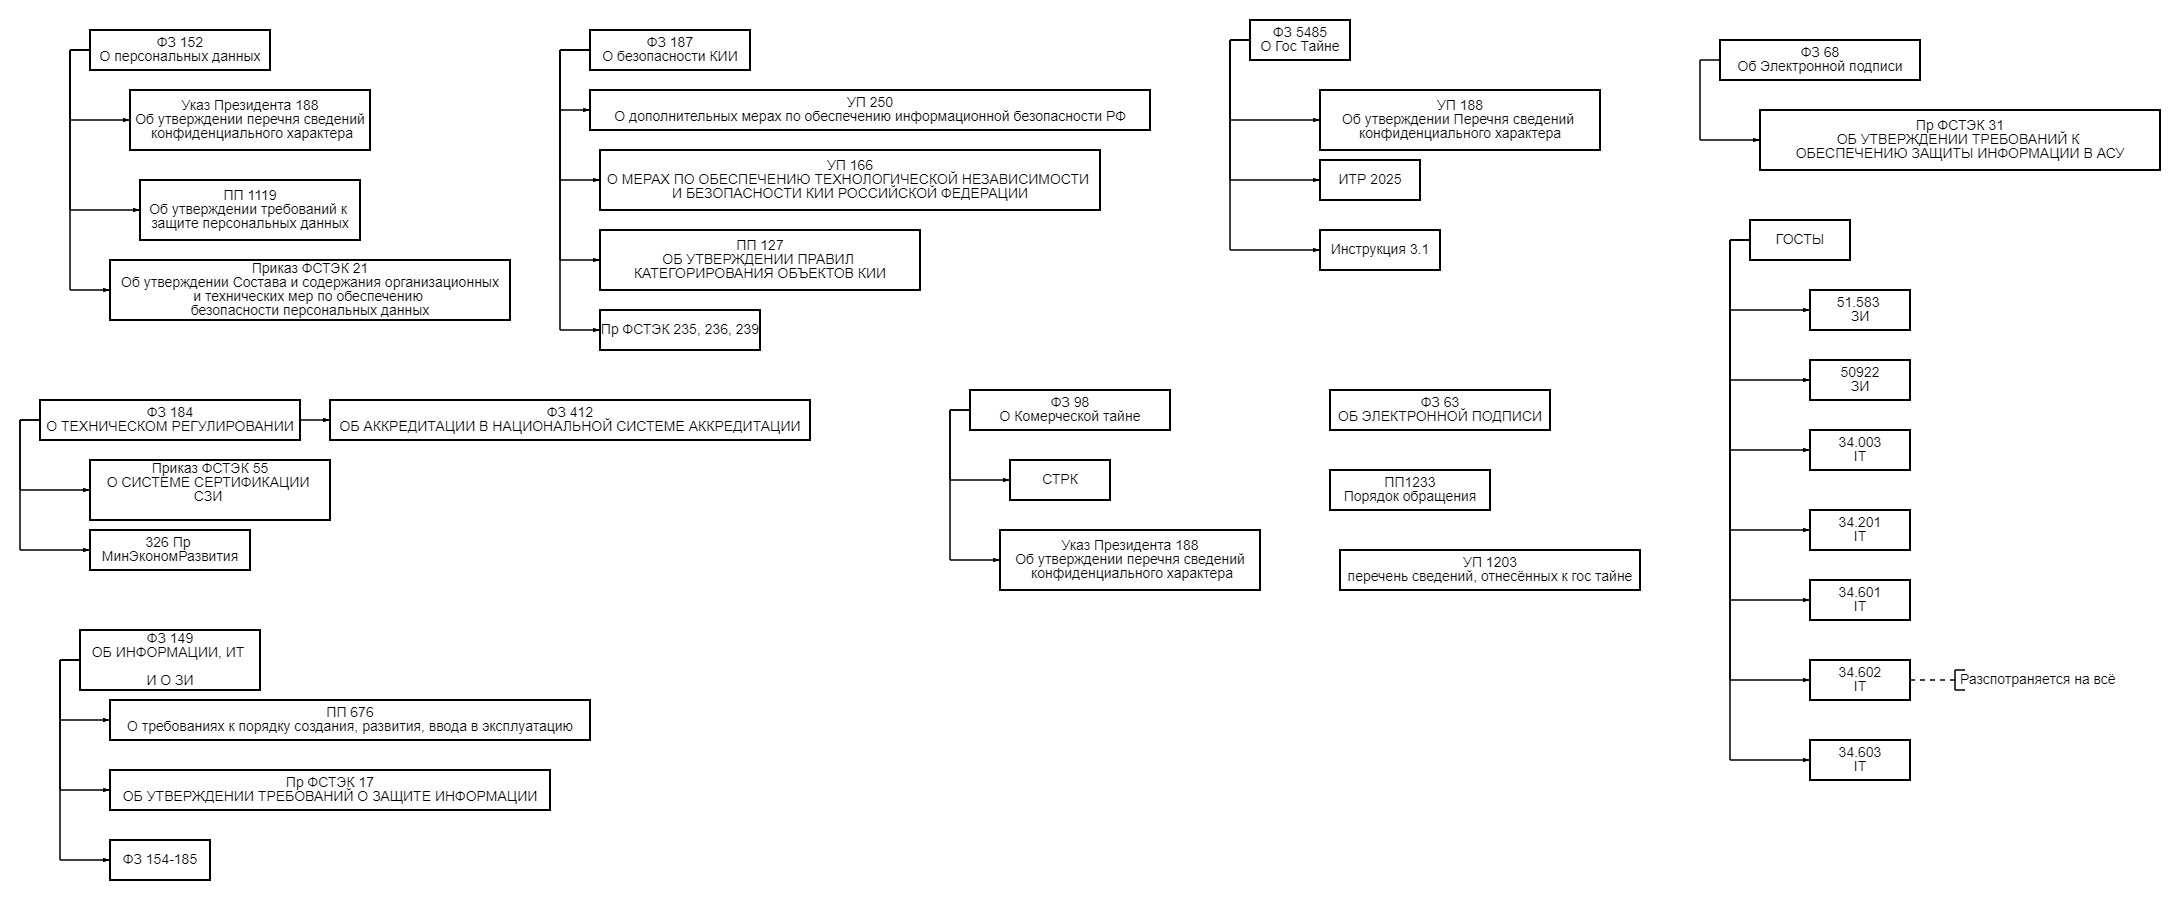 ФЗ 152
О персональных данных
Указ Президента 188
Об утверждении перечня сведений
конфиденциального характера
ПП 1119
Об утверждении требований к
защите персональных данных
Приказ ФСТЭК 21
Об утверждении Состава и содержания организационных
и технических мер по обеспечению
безопасности персональных данных
ФЗ 187
О безопасности КИИ
УП 250
О дополнительных мерах по обеспечению информационной безопасности РФ
УП 166
О МЕРАХ ПО ОБЕСПЕЧЕНИЮ ТЕХНОЛОГИЧЕСКОЙ НЕЗАВИСИМОСТИ
И БЕЗОПАСНОСТИ КИИ РОССИЙСКОЙ ФЕДЕРАЦИИ
ПП 127
ОБ УТВЕРЖДЕНИИ ПРАВИЛ
КАТЕГОРИРОВАНИЯ ОБЪЕКТОВ КИИ
Пр ФСТЭК 235, 236, 239
ФЗ 5485
О Гос Тайне
УП 188
Об утверждении Перечня сведений
конфиденциального характера
ИТР 2025
Инструкция 3.1
ФЗ 68
Об Электронной подписи
Пр ФСТЭК 31
ОБ УТВЕРЖДЕНИИ ТРЕБОВАНИЙ К
ОБЕСПЕЧЕНИЮ ЗАЩИТЫ ИНФОРМАЦИИ В АСУ
ГОСТЫ
51.583
ЗИ
50922
ЗИ
34.003
IT
34.201
IT
34.601
IT
34.602
IT
Разспотраняется на всё
34.603
IT
ФЗ 184
О ТЕХНИЧЕСКОМ РЕГУЛИРОВАНИИ
ФЗ 412
ОБ АККРЕДИТАЦИИ В НАЦИОНАЛЬНОЙ СИСТЕМЕ АККРЕДИТАЦИИ
Приказ ФСТЭК 55
О СИСТЕМЕ СЕРТИФИКАЦИИ
СЗИ
326 Пр
МинЭкономРазвития
ФЗ 98
О Комерческой тайне
СТРК
Указ Президента 188
Об утверждении перечня сведений
конфиденциального характера
ФЗ 63
ОБ ЭЛЕКТРОННОЙ ПОДПИСИ
ПП1233
Порядок обращения
УП 1203
перечень сведений, отнесённых к гос тайне
ФЗ 149
ОБ ИНФОРМАЦИИ, ИТ
И О ЗИ
ПП 676
О требованиях к порядку создания, развития, ввода в эксплуатацию
Пр ФСТЭК 17
ОБ УТВЕРЖДЕНИИ ТРЕБОВАНИЙ О ЗАЩИТЕ ИНФОРМАЦИИ
ФЗ 154-185